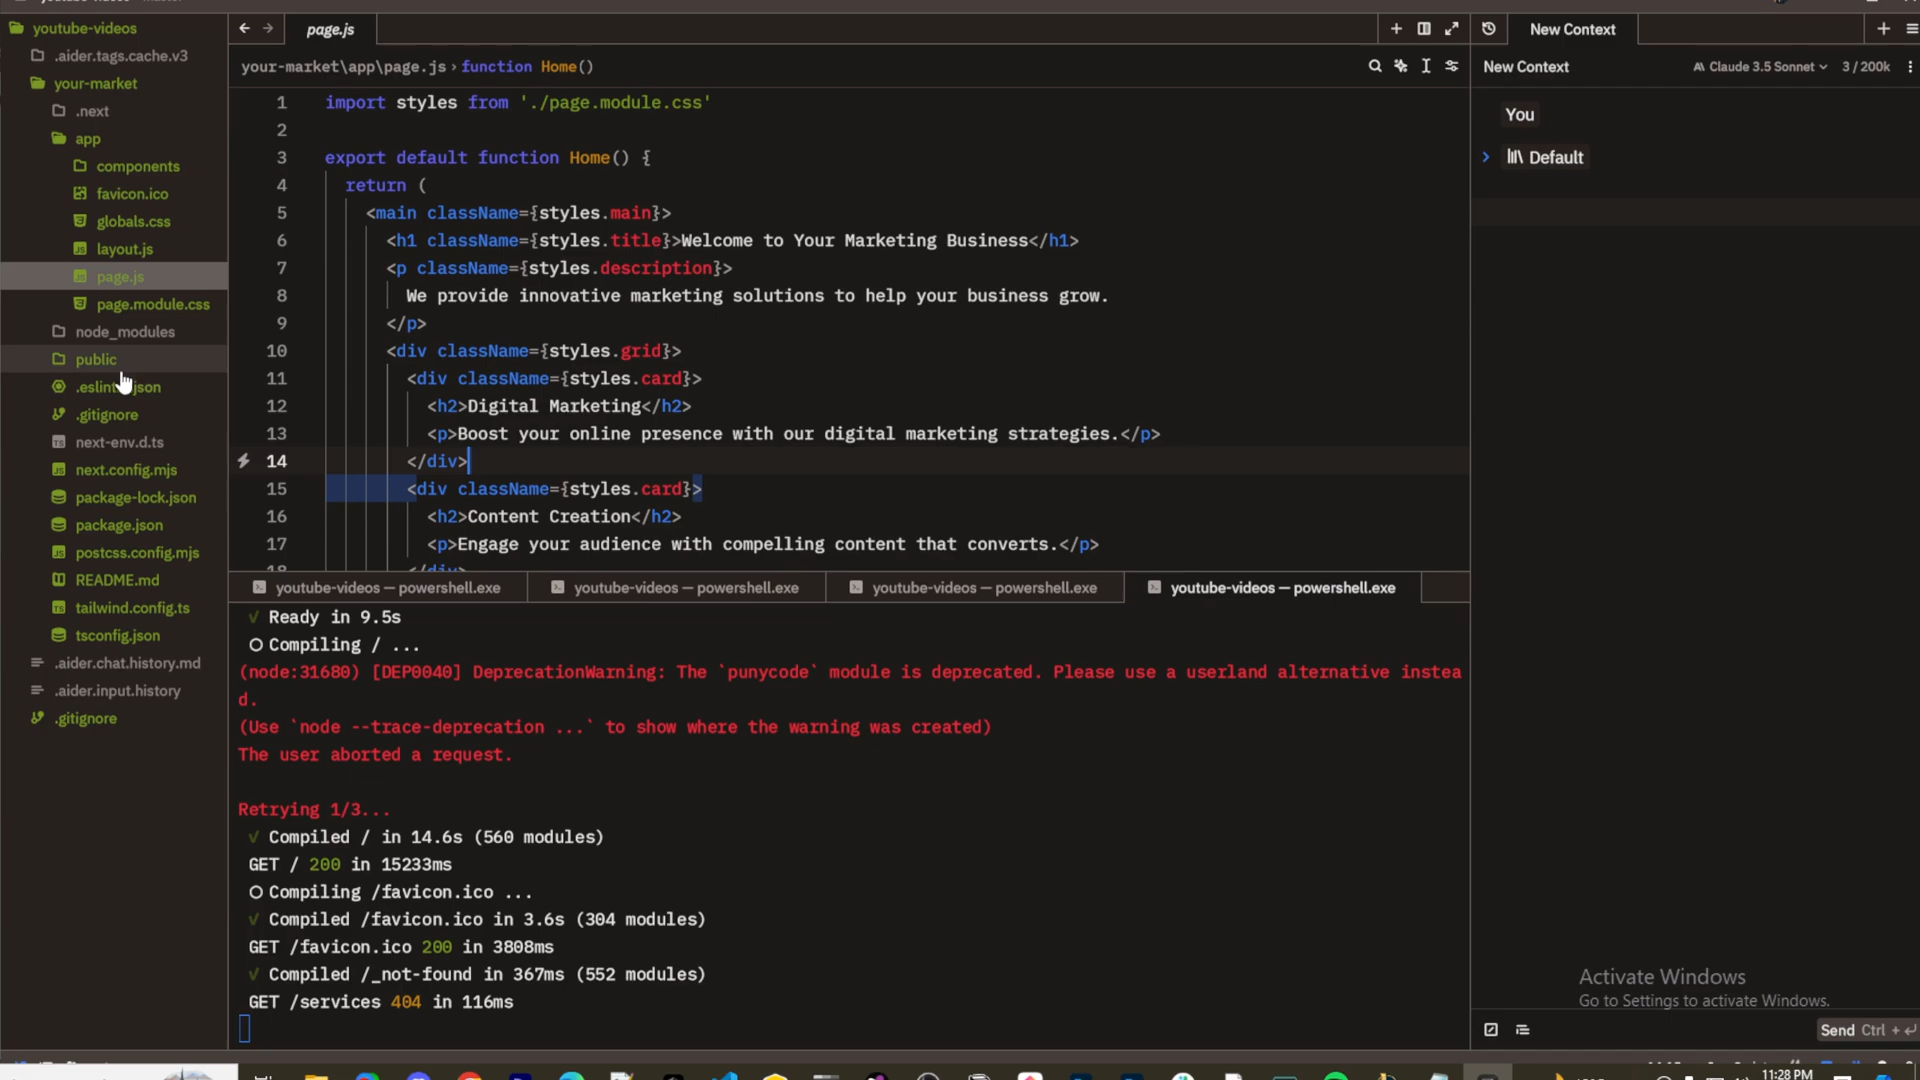 youtube-videos
.aider.tags.cache.v3
your-market
.next
app
components
favicon.ico
globals.css
layout.js
page.js
page.module.css
node_modules
public
.gitignore
next-env.d.ts
next.config.mjs
package-lock.json
package.json
postcss.config.mjs
README.md
tailwind.config.ts
tsconfig.json
.aider.chat.history.md
.aider.input.history
.gitignore
page.js
your-market\app\page.js › function Home()
1 import styles from './page.module.css'
2
3 export default function Home() {
4 return (
5 <main className={styles.main}>
6 <h1 className={styles.title}>Welcome to Your Marketing Business</h1>
7 <p className={styles.description}>
8 We provide innovative marketing solutions to help your business grow.
9 </p>
10 <div className={styles.grid}>
11 <div className={styles.card}>
12 <h2>Digital Marketing</h2>
13 <p>Boost your online presence with our digital marketing strategies.</p>
14 </div>
15 <div className={styles.card}>
16 <h2>Content Creation</h2>
17 <p>Engage your audience with compelling content that converts.</p>
18 </div>
youtube-videos — powershell.exe
youtube-videos — powershell.exe
youtube-videos — powershell.exe
youtube-videos — powershell.exe
√ Ready in 9.5s
○ Compiling / ...
(node:31680) [DEP0040] DeprecationWarning: The `punycode` module is deprecated. Please use a userland alternative instea
d.
(Use `node --trace-deprecation ...` to show where the warning was created)
The user aborted a request.
Retrying 1/3...
√ Compiled / in 14.6s (560 modules)
GET / 200 in 15233ms
○ Compiling /favicon.ico ...
√ Compiled /favicon.ico in 3.6s (304 modules)
GET /favicon.ico 200 in 3808ms
√ Compiled /_not-found in 367ms (552 modules)
GET /services 404 in 116ms
New Context
New Context
Claude 3.5 Sonnet
3 / 200k
You
Default
Activate Windows
Go to Settings to activate Windows.
Send Ctrl + ↵
11:28 PM